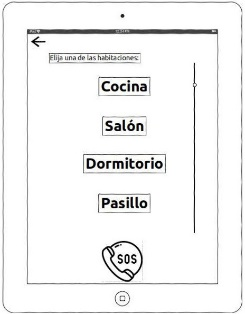 Elija una de las habitaciones:
Cocina
Salón
Dormitorio
Pasillo
SOS